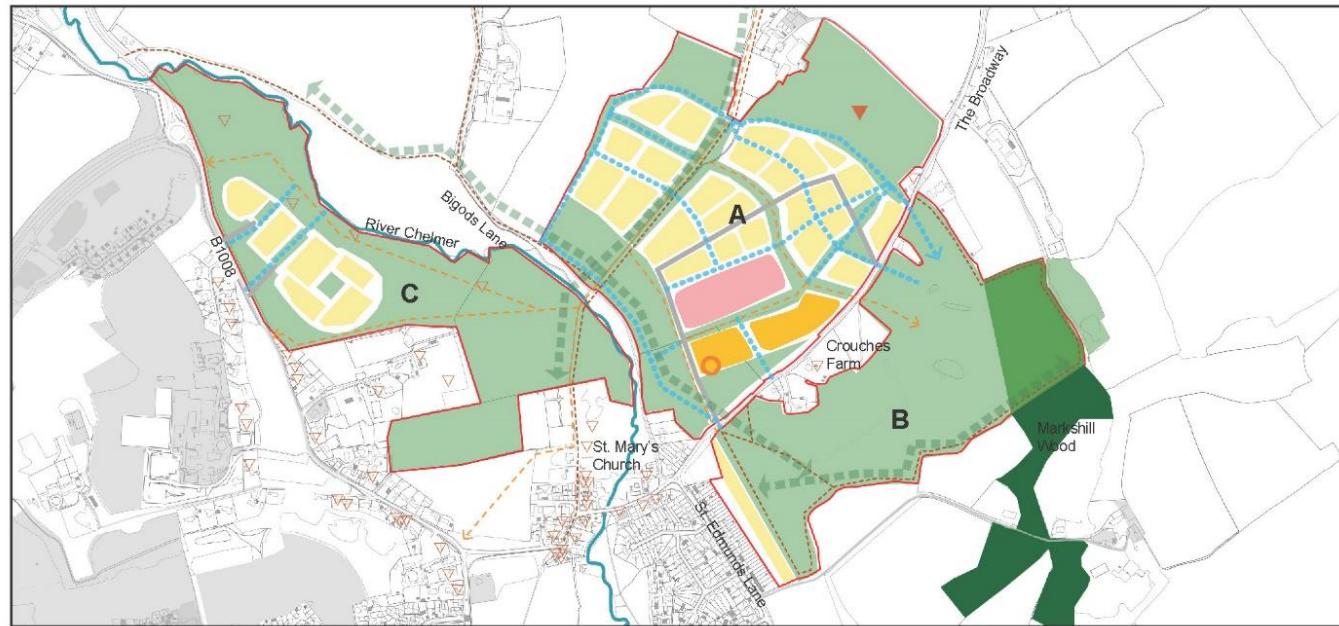 The Broadway
A
Bigods Lane
River Chelmer
B1008
C
Crouches
Farm
B
Markshill
Wood
St. Mary's
Church
St. Edmunds Lane